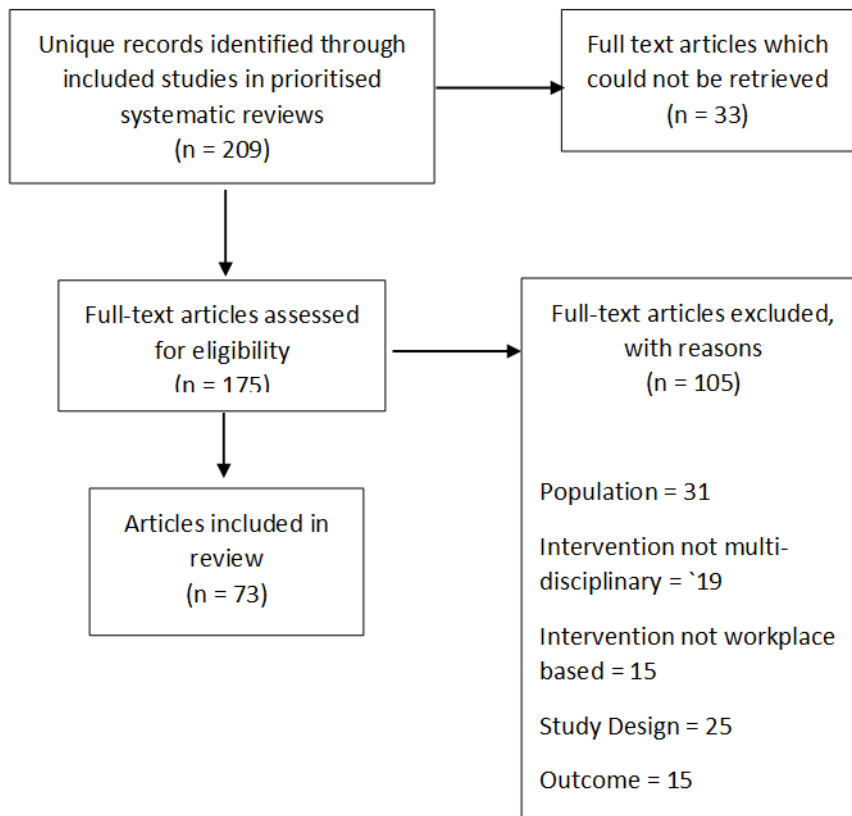 Unique records identified through
included studies in prioritised
systematic reviews
(n = 209)
Full text articles which
could not be retrieved
(n = 33)
Full-text articles assessed
for eligibility
(n = 175)
Full-text articles excluded,
with reasons
(n = 105)
Population = 31
Intervention not multi-
disciplinary = `19
Intervention not workplace
based = 15
Study Design = 25
Outcome = 15
Articles included in
review
(n = 73)